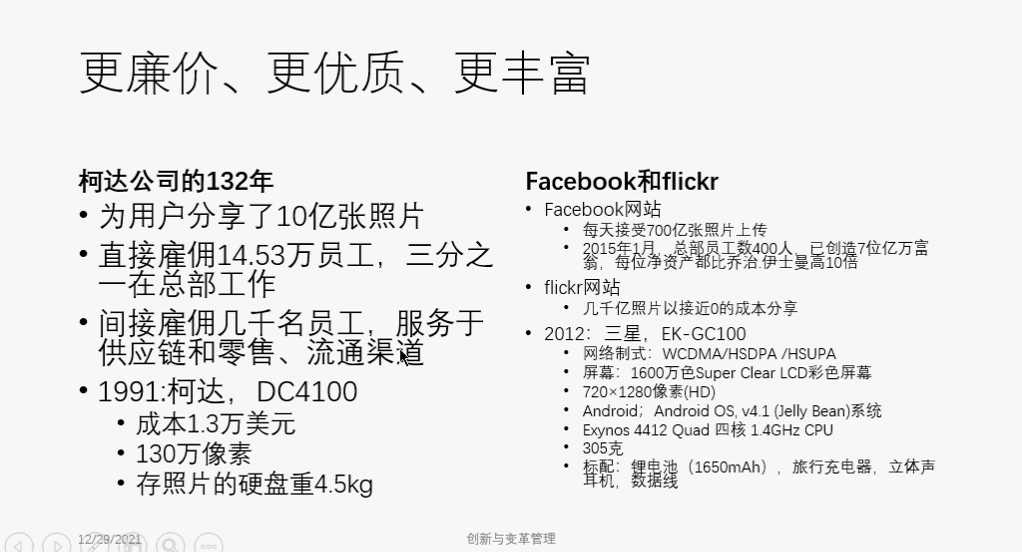 更廉价、更优质、更丰富
柯达公司的132年
• 为用户分享了10亿张照片
• 直接雇佣14.53万员工，三分之
一在总部工作
• 间接雇佣几千名员工，服务于
供应链和零售、流通渠道
• 1991:柯达，DC4100
• 成本1.3万美元
• 130万像素
• 存照片的硬盘重4.5kg
Facebook和flickr
• Facebook网站
• 每天接受700亿张照片上传
• 2015年1月，总部员工数400人，已创造7位亿万富
翁，每位净资产都比乔治.伊士曼高10倍
• flickr网站
• 几千亿照片以接近0的成本分享
• 2012：三星，EK-GC100
• 网络制式：WCDMA/HSDPA /HSUPA
• 屏幕：1600万色Super Clear LCD彩色屏幕
• 720×1280像素(HD)
• Android；Android OS, v4.1 (Jelly Bean)系统
• Exynos 4412 Quad 四核 1.4GHz CPU
• 305克
• 标配：锂电池（1650mAh），旅行充电器，立体声
耳机，数据线
12/29/2021
创新与变革管理